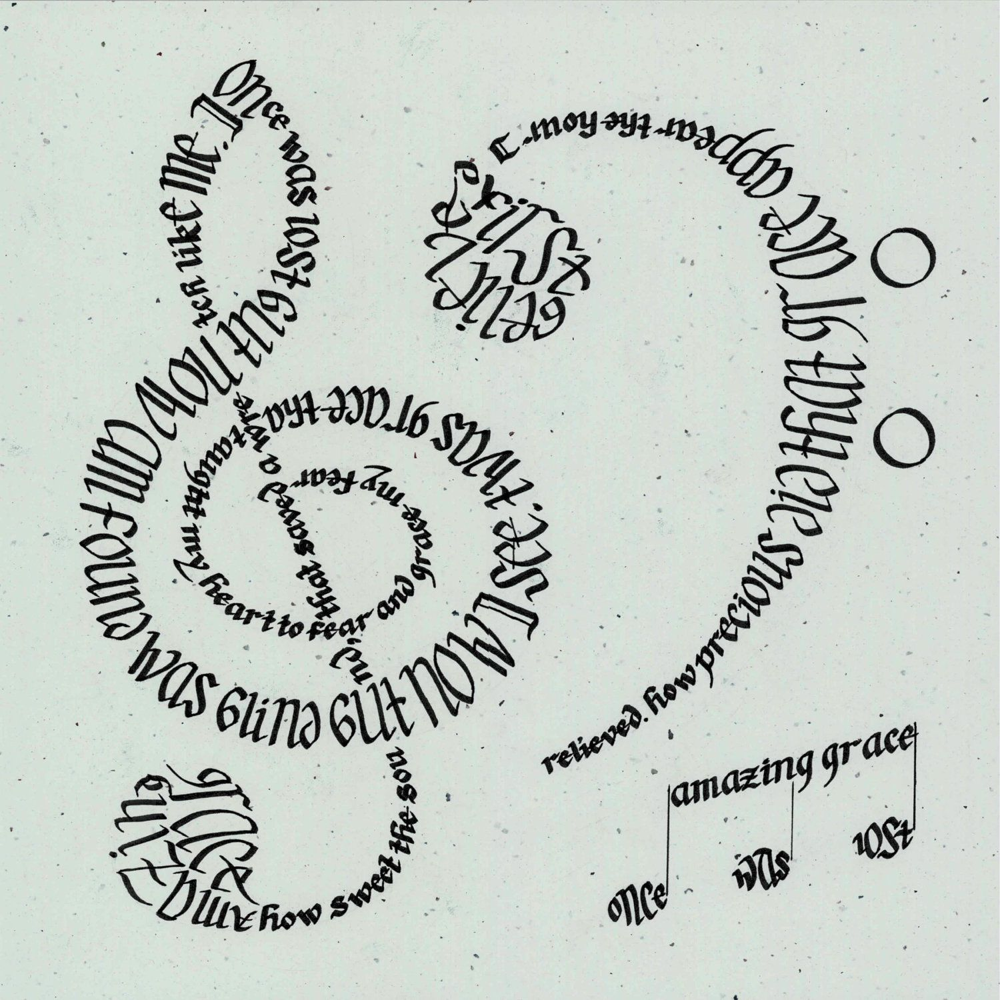 amazing grace how sweet the sound, that saved a wretch like me. I
once was lost but now am found was blind but now I see. twas grace that taught my heart to fear and grace my fear
relieved. how precious did that grace appear the hour I
first believed
amazing grace
once was lost